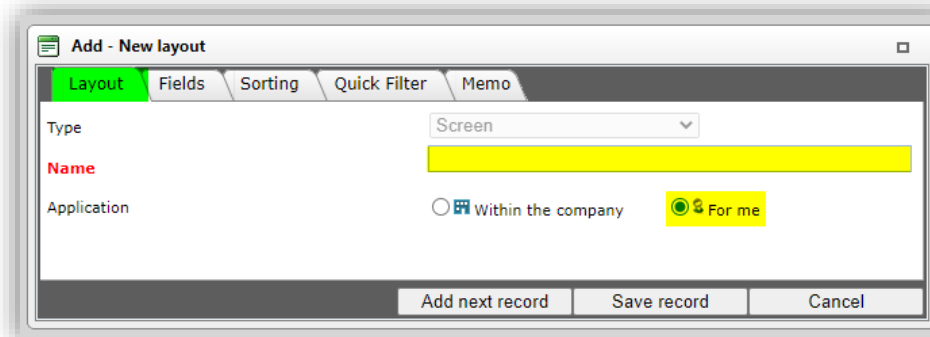 Add - New layout
Layout Fields Sorting Quick Filter Memo
Type Screen
Name
Application Within the company For me
Add next record Save record Cancel